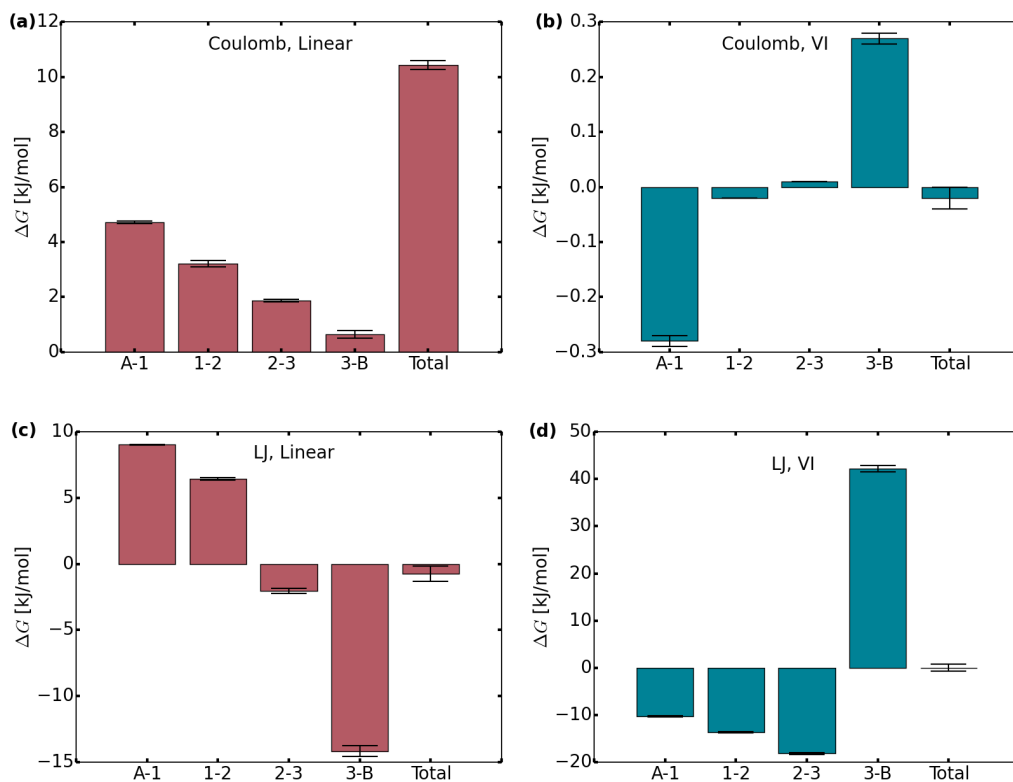 (a)
Coulomb, Linear
ΔG [kJ/mol]
12
10
8
6
4
2
0
A-1 1-2 2-3 3-B Total
(b)
Coulomb, VI
ΔG [kJ/mol]
0.3
0.2
0.1
0.0
−0.1
−0.2
−0.3
A-1 1-2 2-3 3-B Total
(c)
LJ, Linear
ΔG [kJ/mol]
10
5
0
−5
−10
−15
A-1 1-2 2-3 3-B Total
(d)
LJ, VI
ΔG [kJ/mol]
50
40
30
20
10
0
−10
−20
A-1 1-2 2-3 3-B Total